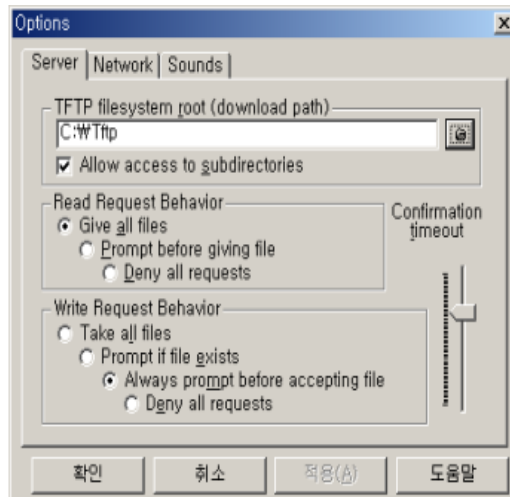 Options
Server Network Sounds
TFTP filesystem root (download path)
C:₩Tftp
Allow access to subdirectories
Read Request Behavior
Give all files
Prompt before giving file
Deny all requests
Confirmation
timeout
Write Request Behavior
Take all files
Prompt if file exists
Always prompt before accepting file
Deny all requests
확인 취소 적용(A) 도움말